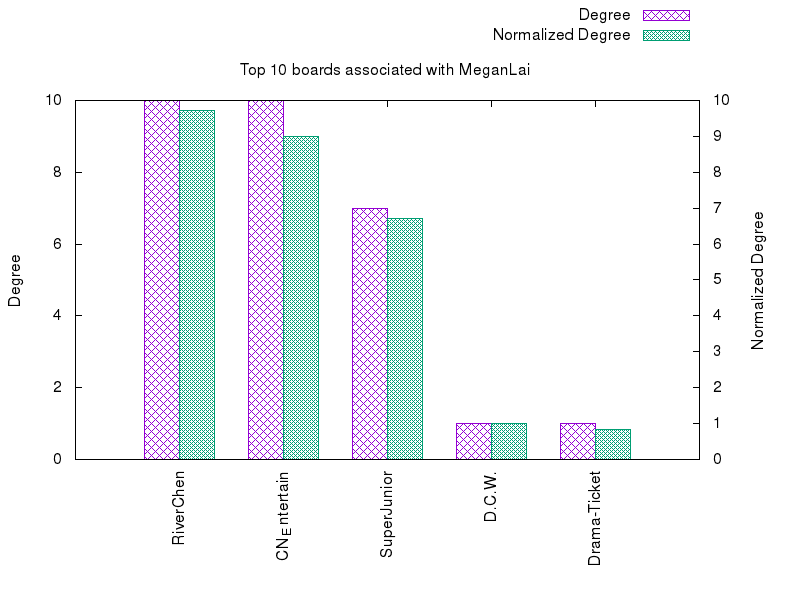 Degree
Normalized Degree
Top 10 boards associated with MeganLai
10
8
6
4
2
0
10
9
8
7
6
5
4
3
2
1
0
Degree
Normalized Degree
RiverChen
CNEntertain
SuperJunior
D.C.W.
Drama-Ticket